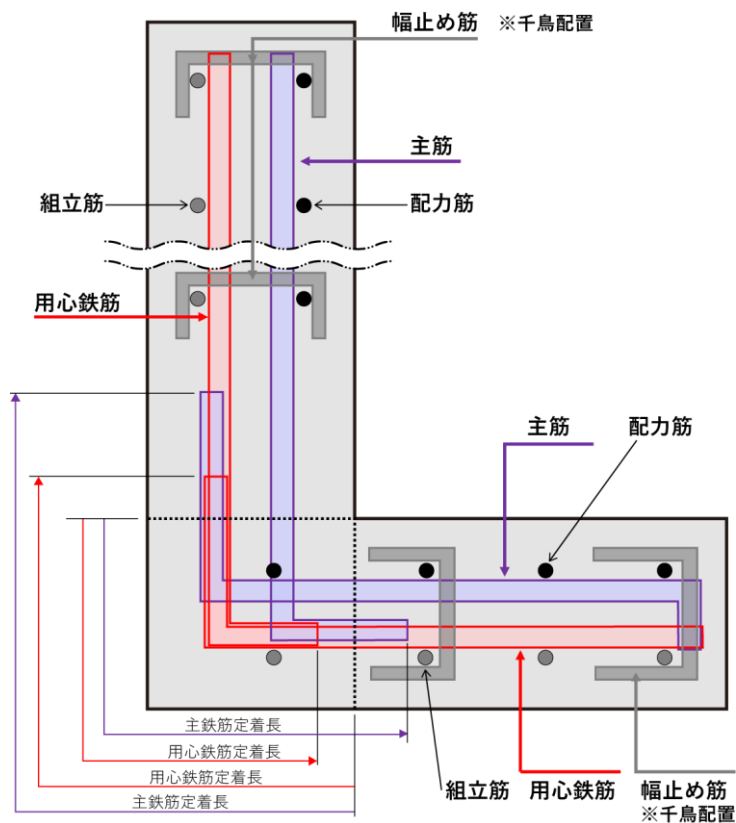 幅止め筋 ※千鳥配置
主筋
組立筋
配力筋
用心鉄筋
主筋
配力筋
主鉄筋定着長
用心鉄筋定着長
用心鉄筋定着長
主鉄筋定着長
組立筋
用心鉄筋
幅止め筋
※千鳥配置